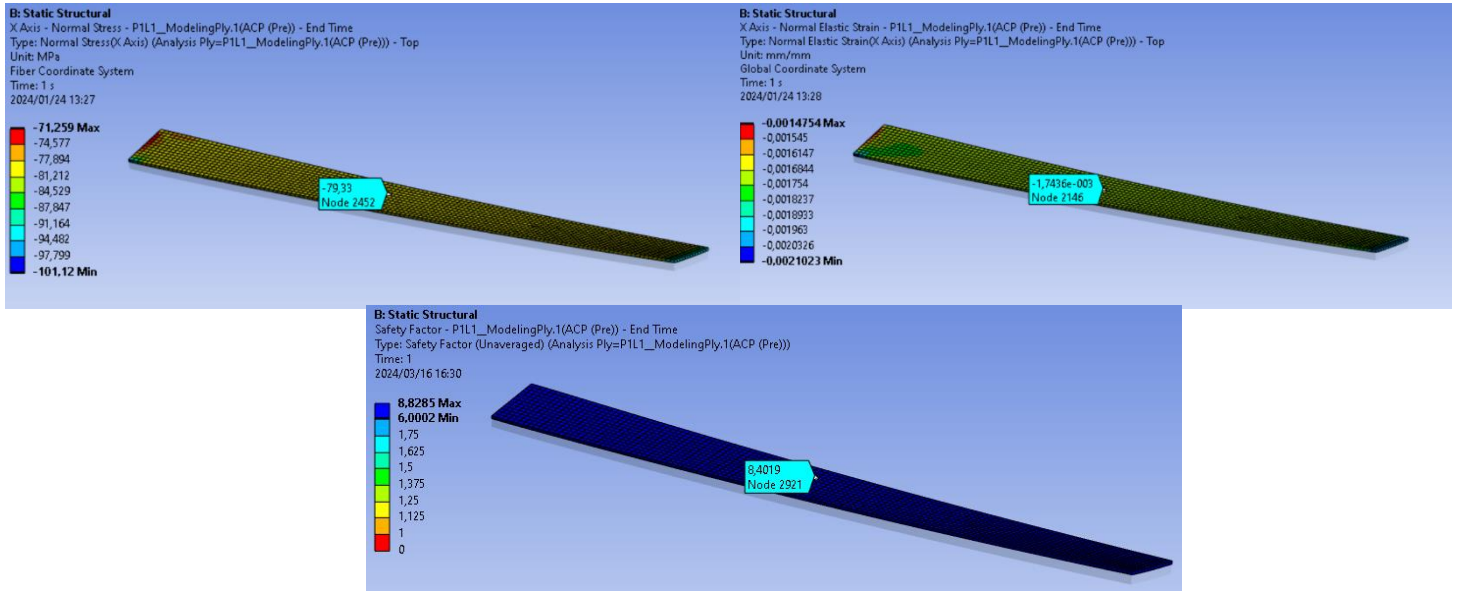 B: Static Structural
X Axis - Normal Stress - P1L1__ModelingPly.1(ACP (Pre)) - End Time
Type: Normal Stress(X Axis) (Analysis Ply=P1L1__ModelingPly.1(ACP (Pre))) - Top
Unit: MPa
Fiber Coordinate System
Time: 1 s
2024/01/24 13:27
-71,259 Max
-74,577
-77,894
-81,212
-84,529
-87,847
-91,164
-94,482
-97,799
-101,12 Min
-79,33
Node 2452
B: Static Structural
X Axis - Normal Elastic Strain - P1L1__ModelingPly.1(ACP (Pre)) - End Time
Type: Normal Elastic Strain(X Axis) (Analysis Ply=P1L1__ModelingPly.1(ACP (Pre))) - Top
Unit: mm/mm
Global Coordinate System
Time: 1 s
2024/01/24 13:28
-0,0014754 Max
-0,001545
-0,0016147
-0,0016844
-0,001754
-0,0018237
-0,0018933
-0,001963
-0,0020326
-0,0021023 Min
-1,7436e-003
Node 2146
B: Static Structural
Safety Factor - P1L1__ModelingPly.1(ACP (Pre)) - End Time
Type: Safety Factor (Unaveraged) (Analysis Ply=P1L1__ModelingPly.1(ACP (Pre)))
Time: 1
2024/03/16 16:30
8,8285 Max
6,0002 Min
1,75
1,625
1,5
1,375
1,25
1,125
1
0
8,4019
Node 2921